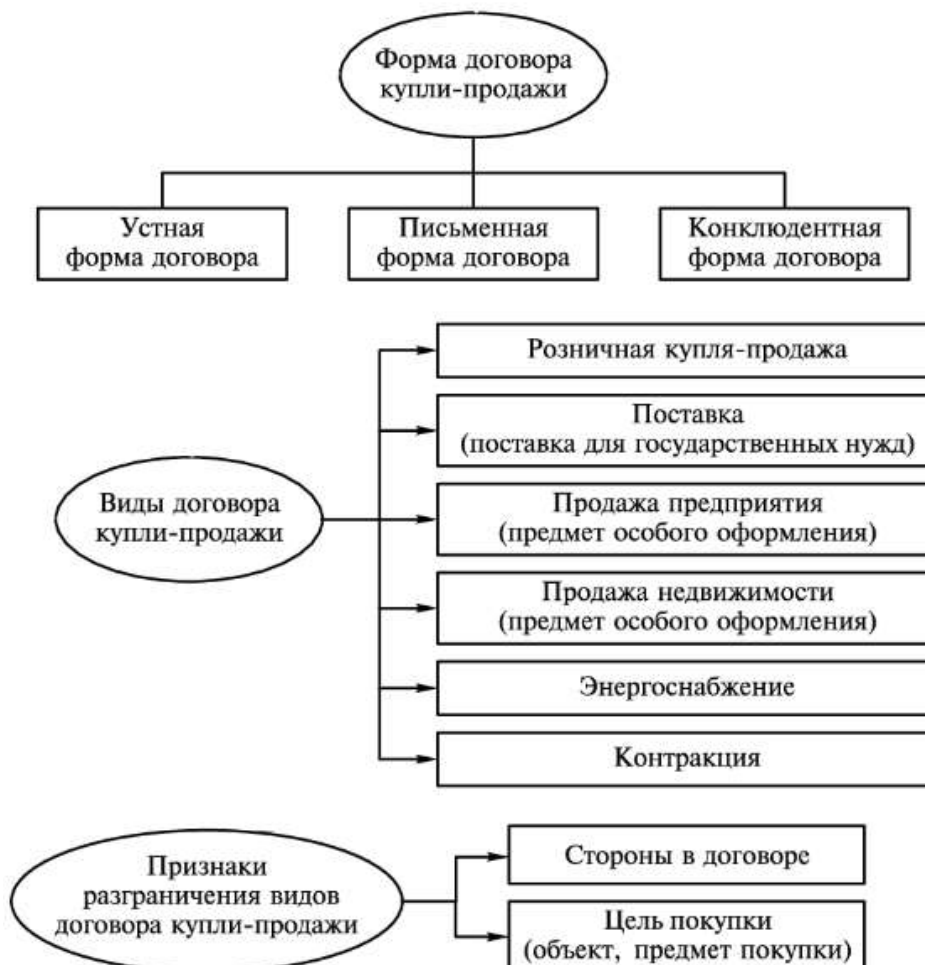 Форма договора
купли-продажи
Устная
форма договора
Письменная
форма договора
Конклюдентная
форма договора
Виды договора
купли-продажи
Розничная купля-продажа
Поставка
(поставка для государственных нужд)
Продажа предприятия
(предмет особого оформления)
Продажа недвижимости
(предмет особого оформления)
Энергоснабжение
Контракция
Признаки
разграничения видов
договора купли-продажи
Стороны в договоре
Цель покупки
(объект, предмет покупки)